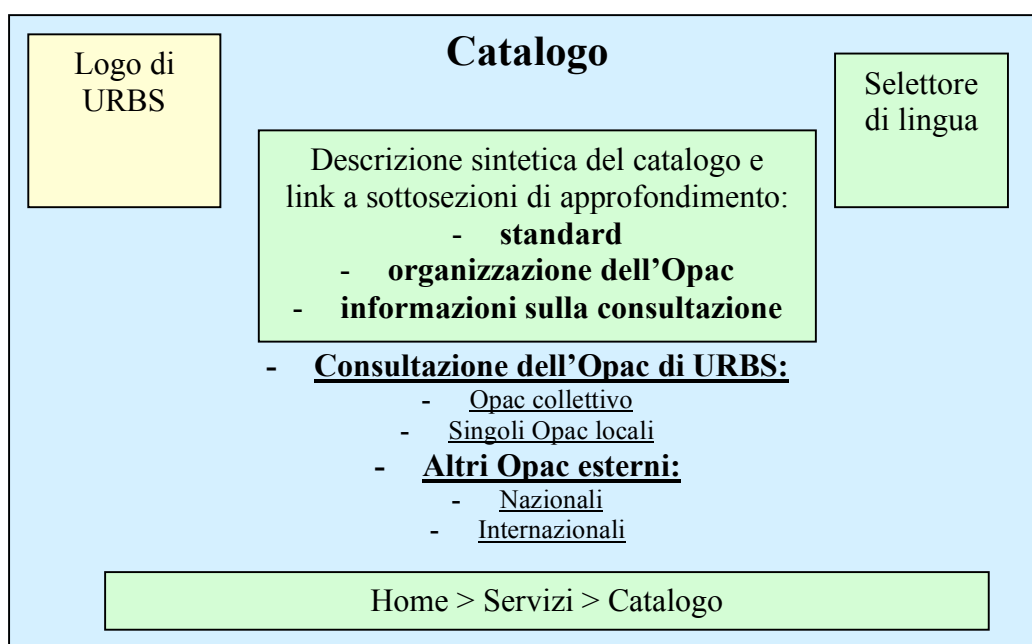 Catalogo
Logo di
URBS
Selettore
di lingua
Descrizione sintetica del catalogo e
link a sottosezioni di approfondimento:
- standard
- organizzazione dell’Opac
- informazioni sulla consultazione
- Consultazione dell’Opac di URBS:
- Opac collettivo
- Singoli Opac locali
- Altri Opac esterni:
- Nazionali
- Internazionali
Home > Servizi > Catalogo